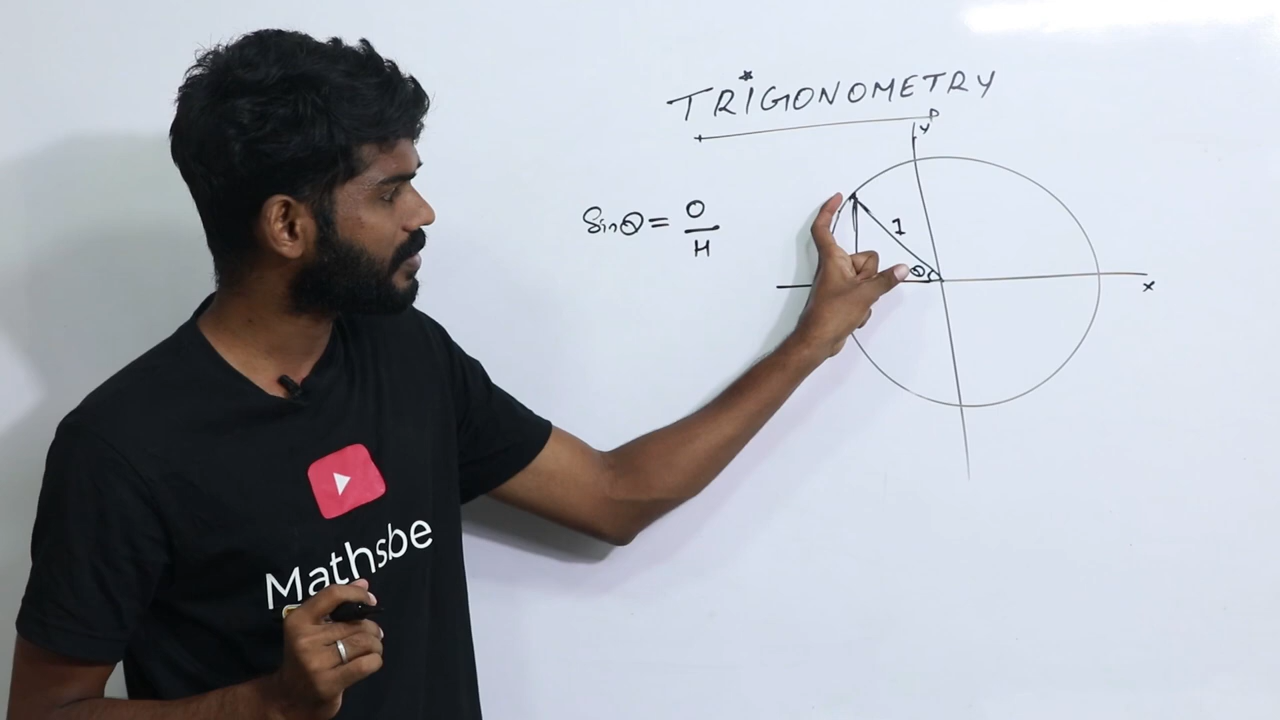 TRIGONOMETRY
y
Sinθ = O
H
1
θ
x
Mathsbe